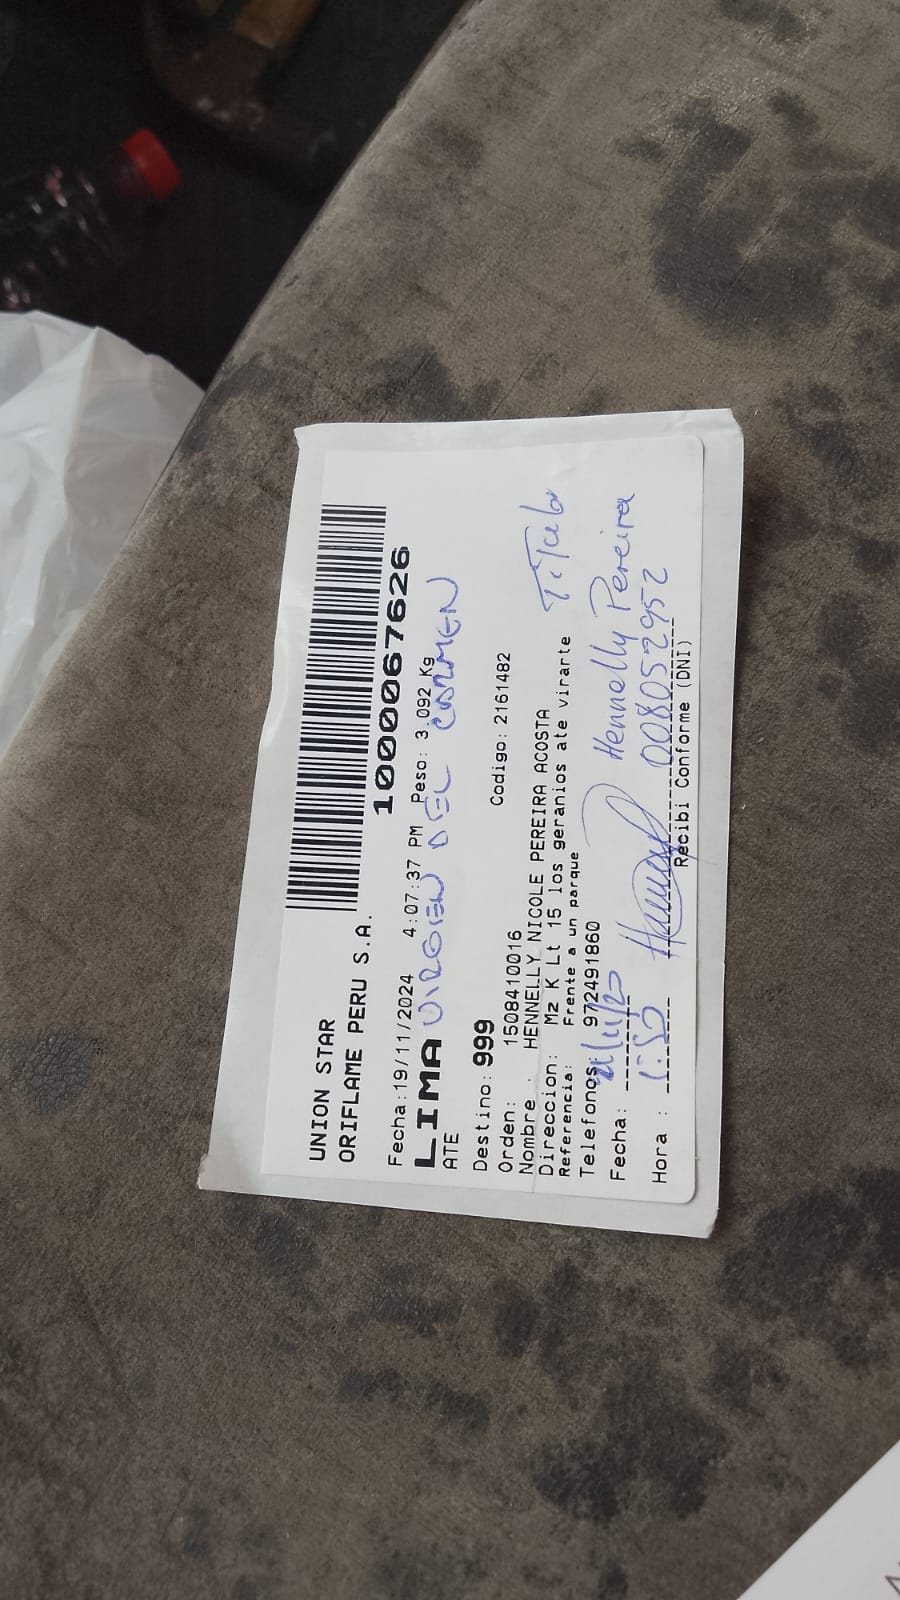 UNION STAR
ORIFLAME PERU S.A.
1000067626
Fecha:19/11/2024 4:07:37 PM Peso: 3.092 Kg
LIMA VIRGEN DEL CARMEN
ATE
Destino: 999
Orden: 1508410016 Codigo: 2161482
Nombre : HENNELLY NICOLE PEREIRA ACOSTA
Direccion: Mz K Lt 15 los geranios ate virarte
Referencia: Frente a un parque
Titular
Telefonos: 972491860
Fecha: 21/11/20 Hennelly Pereira
Hora : 1:50 008052952
Recibi Conforme (DNI)